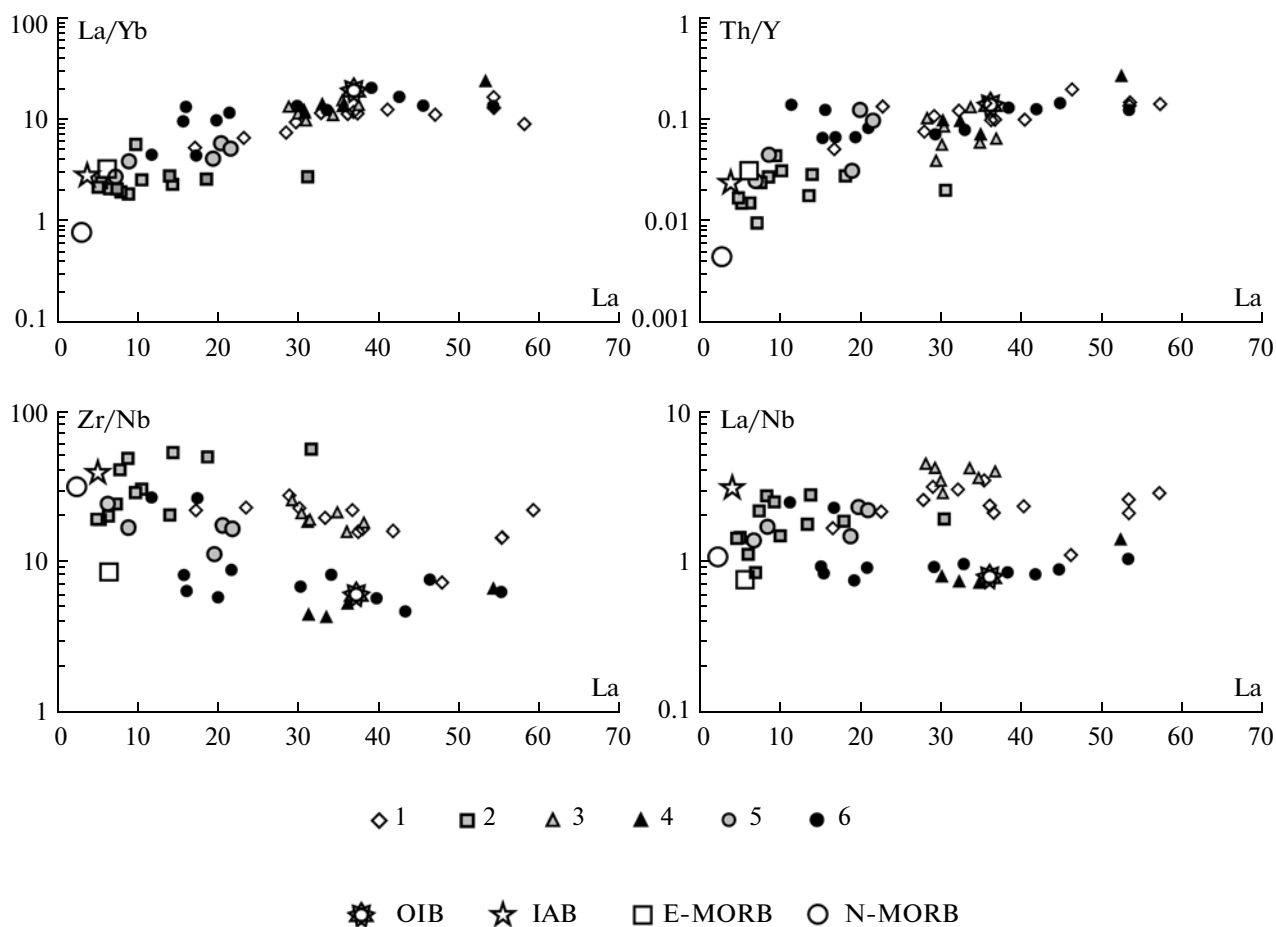 100 La/Yb
10
1
0.1
La
0 10 20 30 40 50 60 70
1 Th/Y
0.1
0.01
0.001
La
0 10 20 30 40 50 60 70
100 Zr/Nb
10
1
La
0 10 20 30 40 50 60 70
10 La/Nb
1
0.1
La
0 10 20 30 40 50 60 70
1 2 3 4 5 6
OIB IAB E-MORB N-MORB